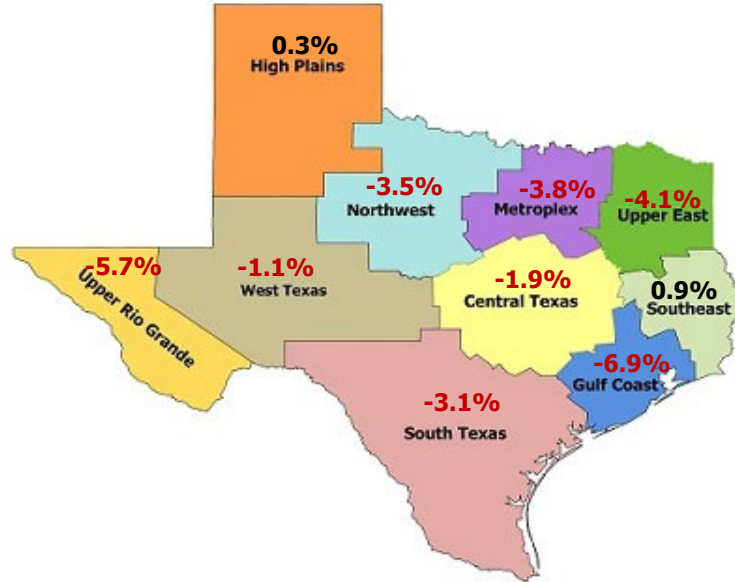 0.3%
High Plains
-3.5%
Northwest
-3.8%
Metroplex
-4.1%
Upper East
-5.7%
Upper Rio Grande
-1.1%
West Texas
-1.9%
Central Texas
0.9%
Southeast
-6.9%
Gulf Coast
-3.1%
South Texas